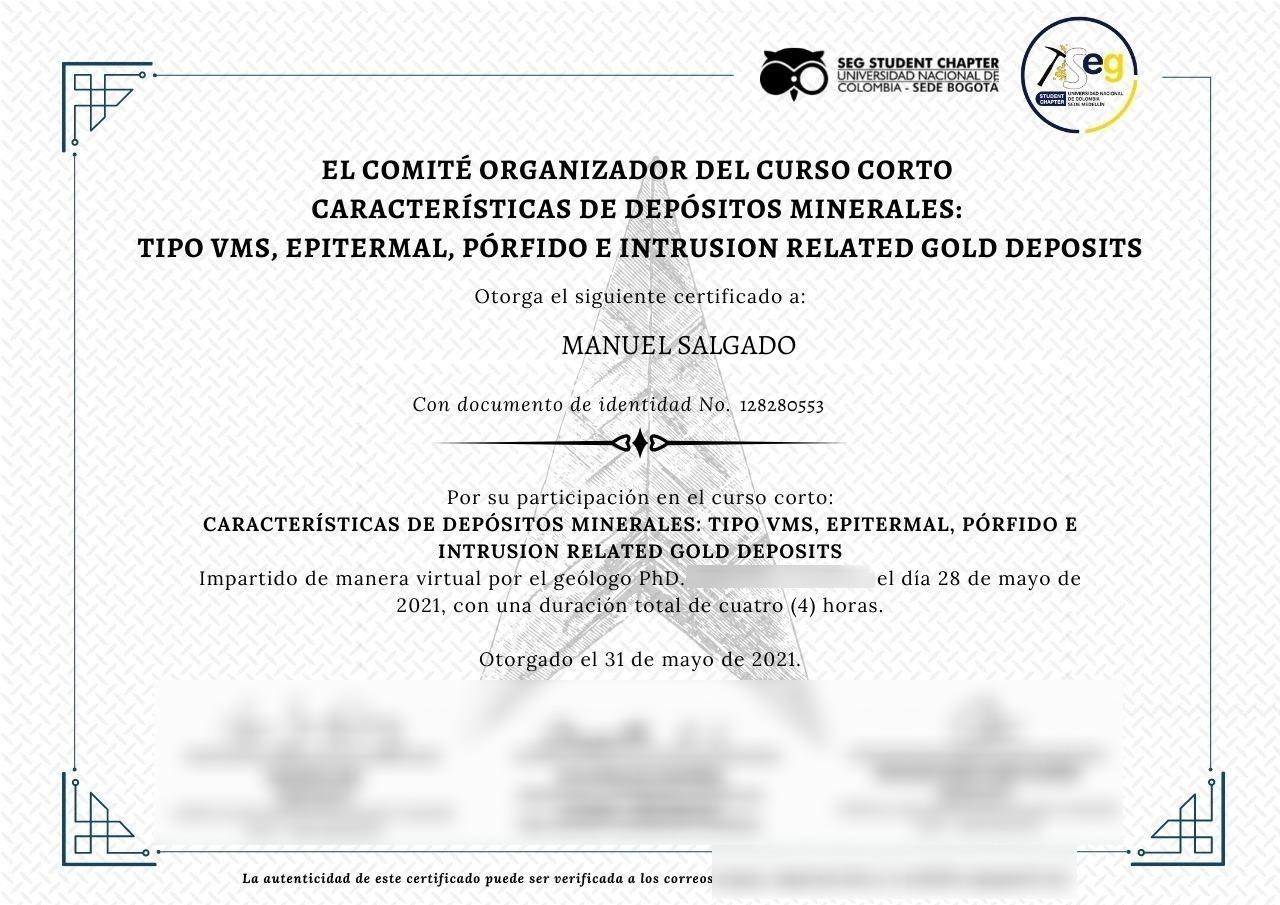 SEG STUDENT CHAPTER
UNIVERSIDAD NACIONAL DE
COLOMBIA - SEDE BOGOTÁ
Seg
STUDENT CHAPTER
UNIVERSIDAD NACIONAL
DE COLOMBIA
SEDE MEDELLÍN
EL COMITÉ ORGANIZADOR DEL CURSO CORTO
CARACTERÍSTICAS DE DEPÓSITOS MINERALES:
TIPO VMS, EPITERMAL, PÓRFIDO E INTRUSION RELATED GOLD DEPOSITS
Otorga el siguiente certificado a:
MANUEL SALGADO
Con documento de identidad No. 128280553
Por su participación en el curso corto:
CARACTERÍSTICAS DE DEPÓSITOS MINERALES: TIPO VMS, EPITERMAL, PÓRFIDO E
INTRUSION RELATED GOLD DEPOSITS
Impartido de manera virtual por el geólogo PhD. el día 28 de mayo de
2021, con una duración total de cuatro (4) horas.
Otorgado el 31 de mayo de 2021.
La autenticidad de este certificado puede ser verificada a los correos